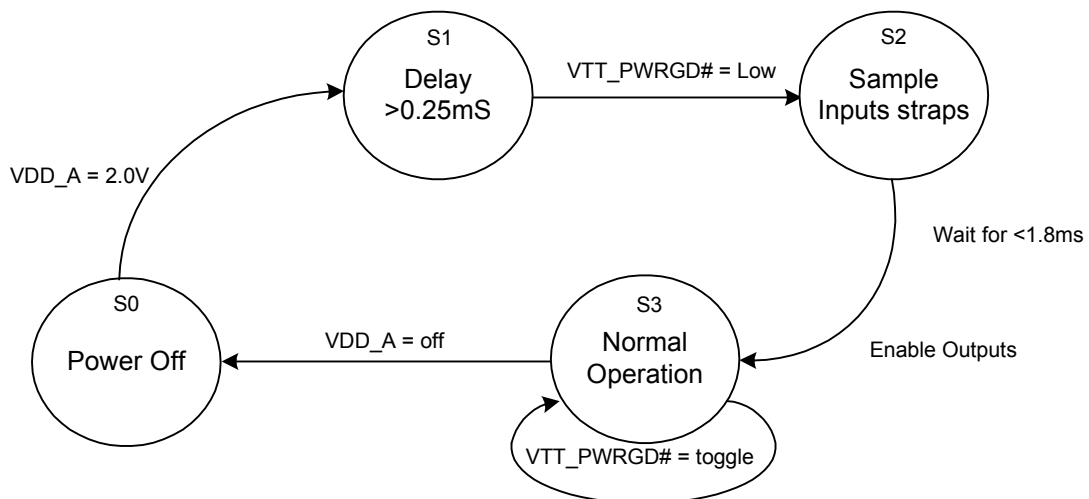 S1
Delay
>0.25mS
VTT_PWRGD# = Low
S2
Sample
Inputs straps
VDD_A = 2.0V
Wait for <1.8ms
S0
Power Off
VDD_A = off
S3
Normal
Operation
Enable Outputs
VTT_PWRGD# = toggle